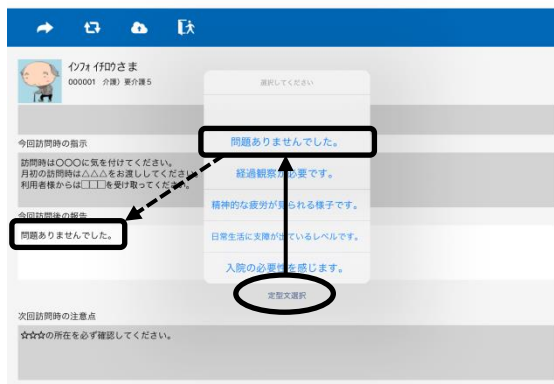 インフォ イチロウさま
000001 介護）要介護５
今回訪問時の指示
訪問時は〇〇〇に気を付けてください。
月初の訪問時は△△△をお渡ししてください
利用者様からは□□□を受け取ってください。
今回訪問後の報告
問題ありませんでした。
次回訪問時の注意点
☆☆☆の所在を必ず確認してください。
選択してください
問題ありませんでした。
経過観察が必要です。
精神的な疲労が見られる様子です。
日常生活に支障が出ているレベルです。
入院の必要性を感じます。
定型文選択